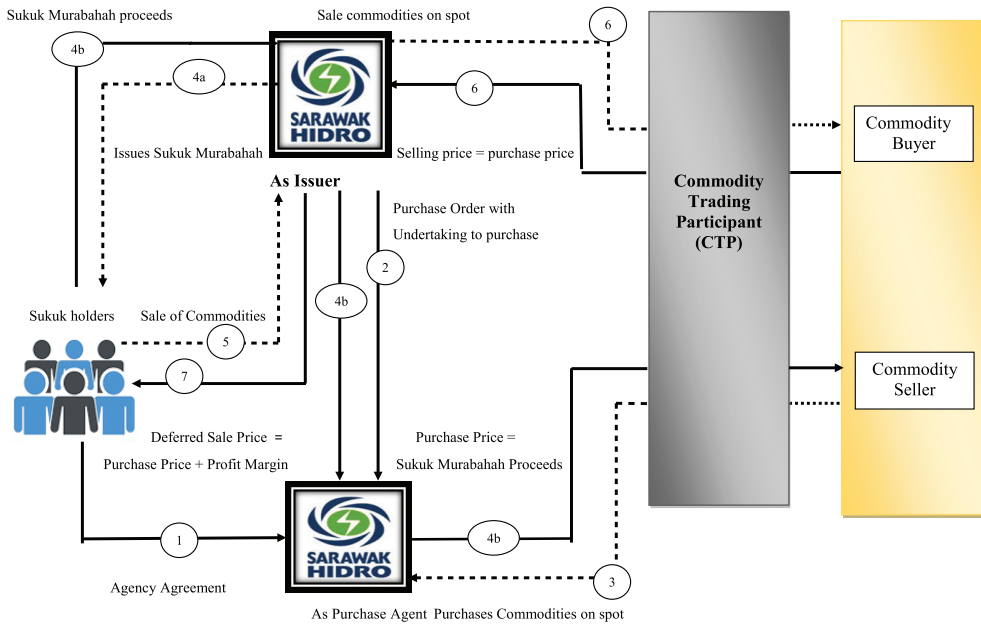 Sukuk Murabahah proceeds
Sale commodities on spot
6
4b
4a
6
SARAWAK
HIDRO
Commodity
Buyer
Issues Sukuk Murabahah
Selling price = purchase price
As Issuer
Commodity
Trading
Participant
(CTP)
Purchase Order with
Undertaking to purchase
2
4b
Sukuk holders
Sale of Commodities
5
7
Commodity
Seller
Deferred Sale Price =
Purchase Price + Profit Margin
Purchase Price =
Sukuk Murabahah Proceeds
SARAWAK
HIDRO
1
4b
3
Agency Agreement
As Purchase Agent Purchases Commodities on spot